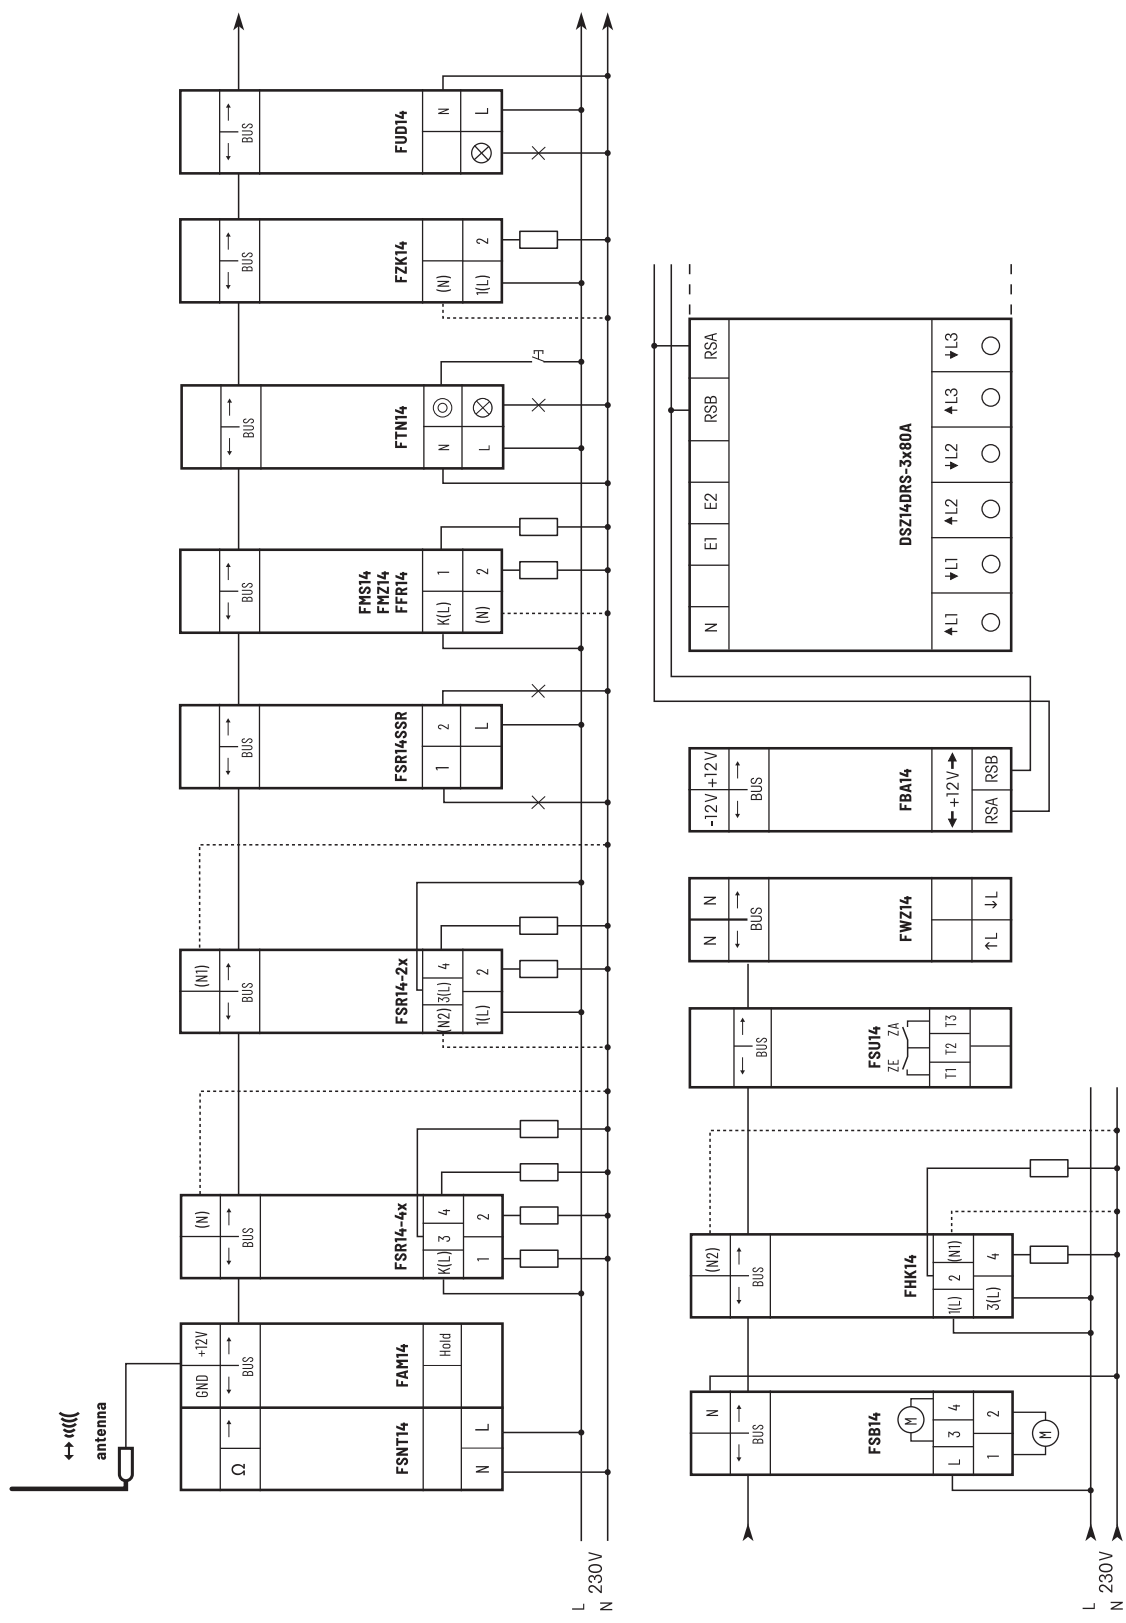 antenna
FSNT14
Ω
N
L
FAM14
GND
+12V
BUS
Hold
FSR14-4x
(N)
BUS
K(L)
3
4
1
2
FSR14-2x
(N1)
BUS
(N2)
3(L)
4
1(L)
2
FSR14SSR
BUS
1
2
L
FMS14
FMZ14
FFR14
BUS
K(L)
1
(N)
2
FTN14
BUS
N
L
FZK14
BUS
(N)
1(L)
2
FUD14
BUS
N
L
L
230V
N
FSB14
N
BUS
M
L
3
4
1
2
M
FHK14
(N2)
BUS
1(L)
2
(N1)
3(L)
4
FSU14
BUS
ZE
ZA
T1
T2
T3
FWZ14
N
N
BUS
↑L
↓L
FBA14
-12V
+12V
BUS
+12V
RSA
RSB
DSZ14DRS-3x80A
N
E1
E2
RSB
RSA
↑L1
↓L1
↑L2
↓L2
↑L3
↓L3
L
230V
N